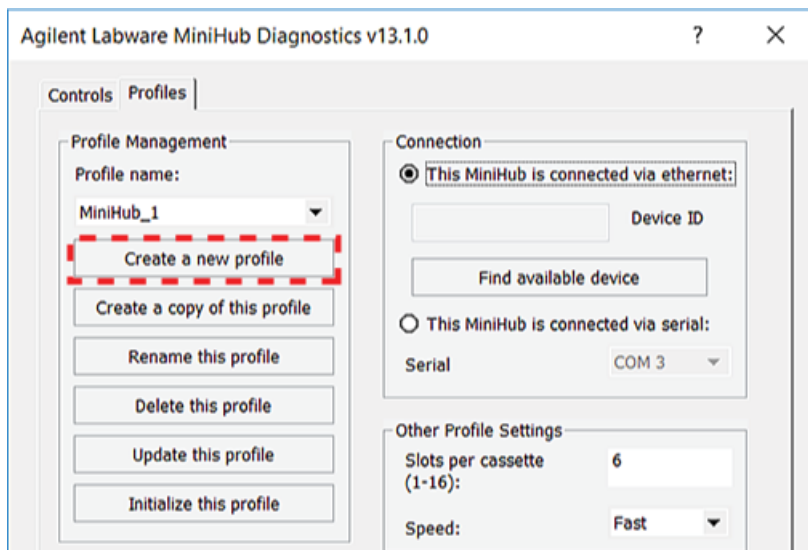 Agilent Labware MiniHub Diagnostics v13.1.0
?
Controls
Profiles
Profile Management
Profile name:
MiniHub_1
Create a new profile
Create a copy of this profile
Rename this profile
Delete this profile
Update this profile
Initialize this profile
Connection
This MiniHub is connected via ethernet:
Device ID
Find available device
This MiniHub is connected via serial:
Serial
COM 3
Other Profile Settings
Slots per cassette
(1-16):
6
Speed:
Fast